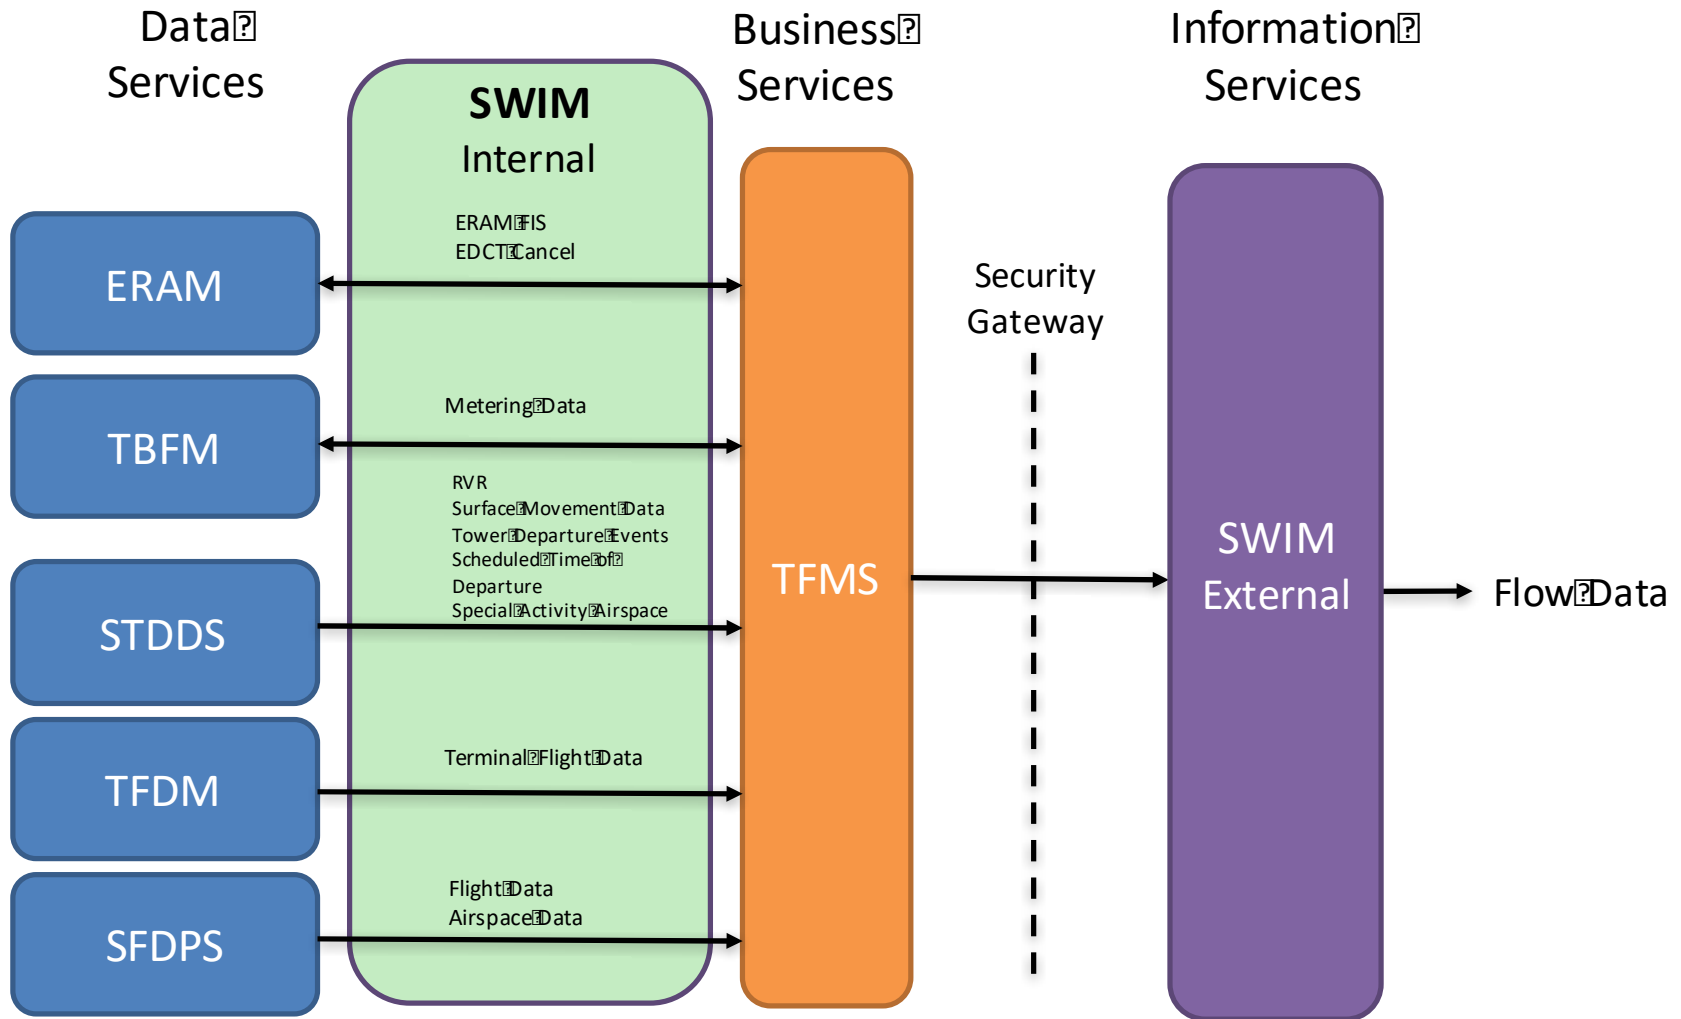 Data⍰
Services
Business⍰
Services
Information⍰
Services
SWIM
Internal
ERAM⍰FIS
EDCT⍰Cancel
ERAM
Security
Gateway
Metering⍰Data
TBFM
RVR
Surface⍰Movement⍰Data
Tower⍰Departure⍰Events
Scheduled⍰Time⍰of⍰
Departure
Special⍰Activity⍰Airspace
STDDS
TFMS
SWIM
External
Flow⍰Data
Terminal⍰Flight⍰Data
TFDM
Flight⍰Data
Airspace⍰Data
SFDPS